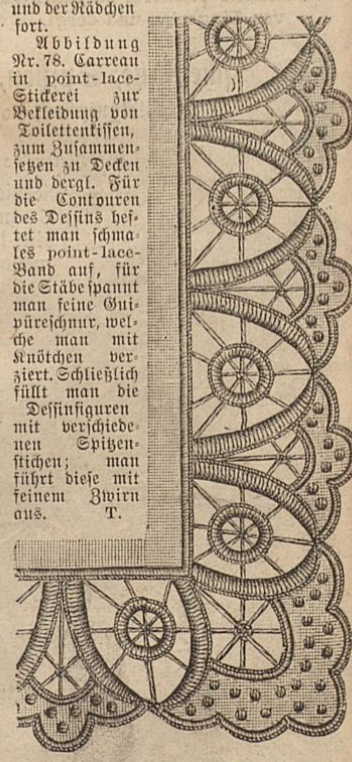 und der Rädchen
fort.
Abbildung
Nr. 78. Carreau
in point-lace-
Stickerei zur
Bekleidung von
Toilettenkissen,
zum Zusammen-
setzen zu Decken
und dergl. Für
die Contouren
des Dessins hef-
tet man schma-
les point-lace-
Band auf, für
die Stäbe spannt
man feine Gui-
püreschnur, wel-
che man mit
Knötchen ver-
ziert. Schließlich
füllt man die
Dessinfiguren
mit verschiede-
nen Spitzen-
stichen; man
führt diese mit
feinem Zwirn
aus. T.